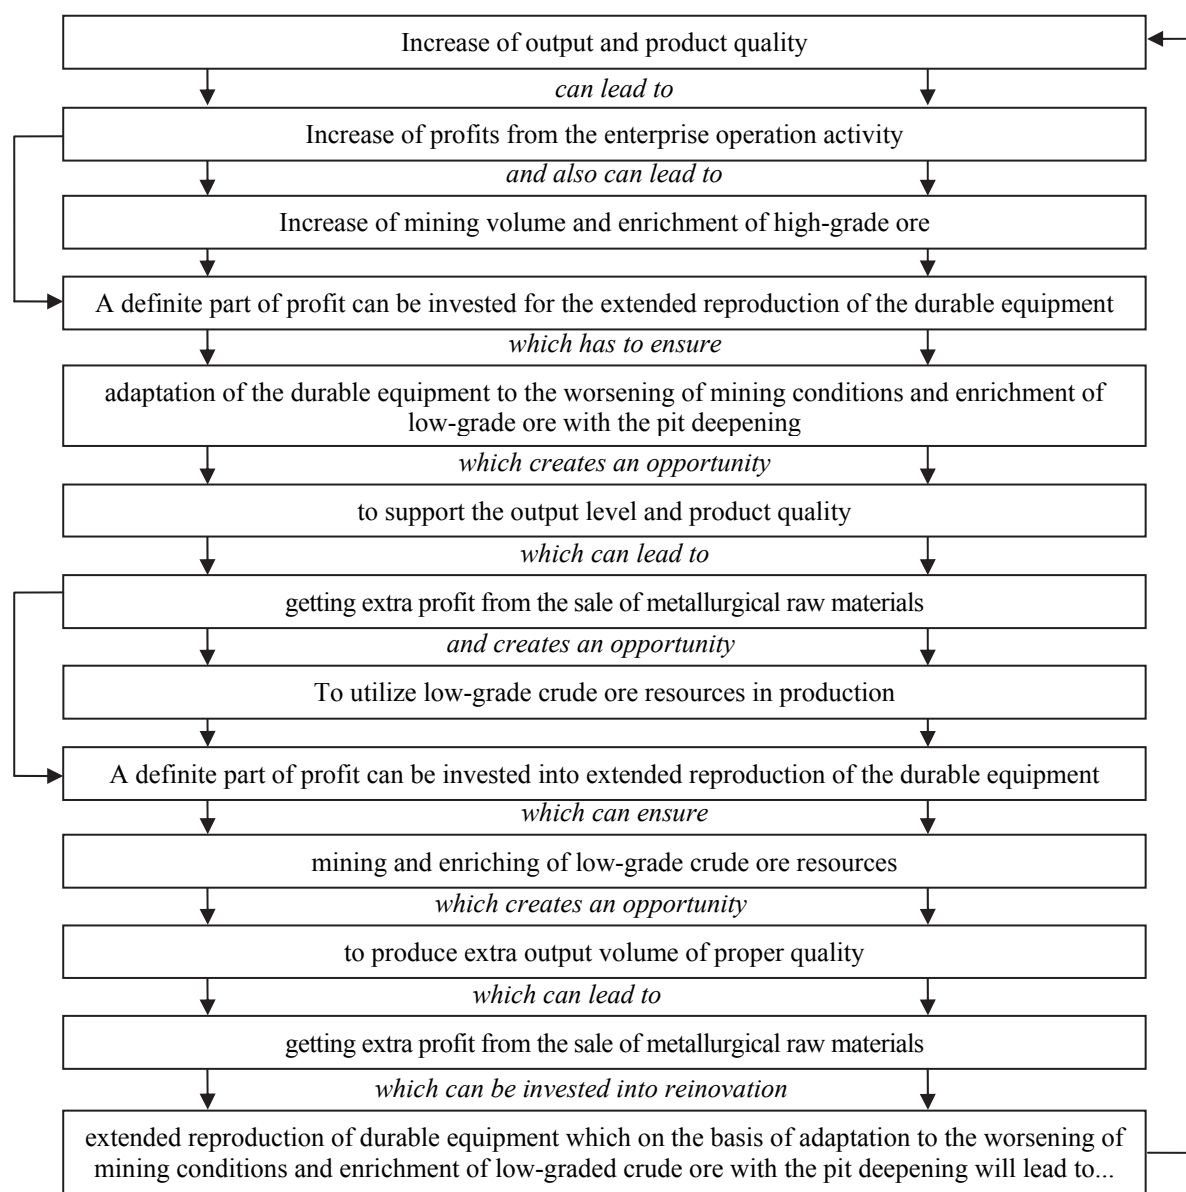 Increase of output and product quality
can lead to
Increase of profits from the enterprise operation activity
and also can lead to
Increase of mining volume and enrichment of high-grade ore
A definite part of profit can be invested for the extended reproduction of the durable equipment
which has to ensure
adaptation of the durable equipment to the worsening of mining conditions and enrichment of
low-grade ore with the pit deepening
which creates an opportunity
to support the output level and product quality
which can lead to
getting extra profit from the sale of metallurgical raw materials
and creates an opportunity
To utilize low-grade crude ore resources in production
A definite part of profit can be invested into extended reproduction of the durable equipment
which can ensure
mining and enriching of low-grade crude ore resources
which creates an opportunity
to produce extra output volume of proper quality
which can lead to
getting extra profit from the sale of metallurgical raw materials
which can be invested into reinovation
extended reproduction of durable equipment which on the basis of adaptation to the worsening of
mining conditions and enrichment of low-graded crude ore with the pit deepening will lead to...